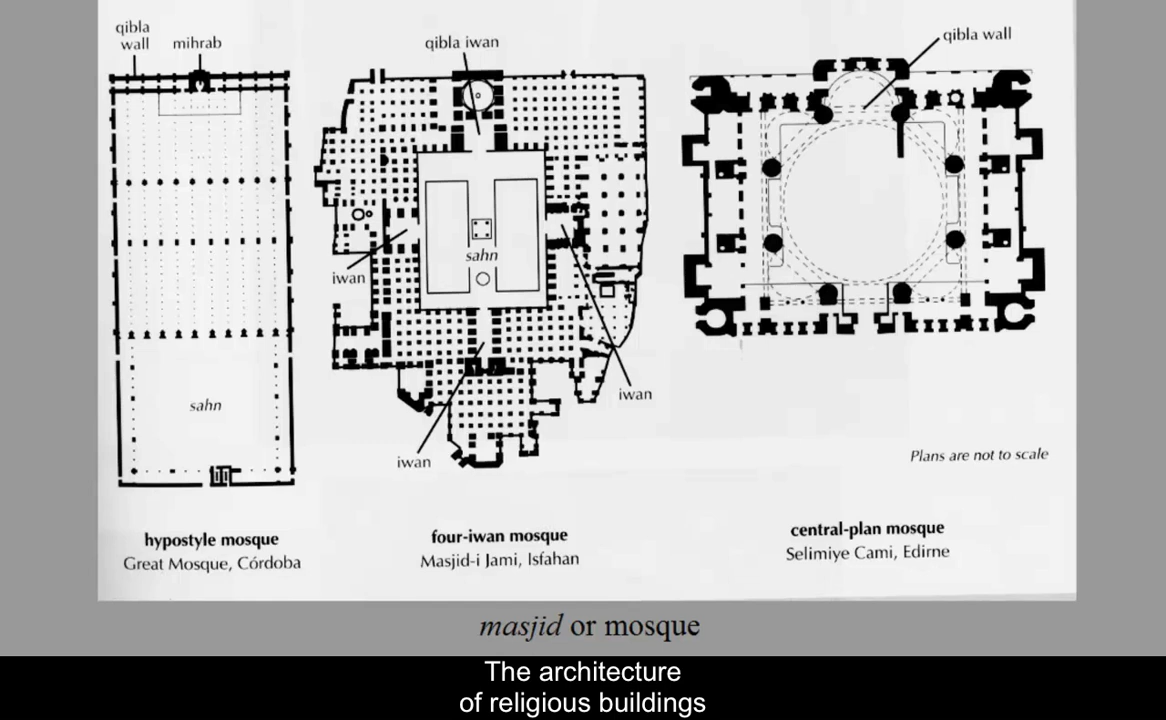 qibla
wall
mihrab
qibla iwan
qibla wall
iwan
sahn
iwan
iwan
sahn
Plans are not to scale
hypostyle mosque
Great Mosque, Córdoba
four-iwan mosque
Masjid-i Jami, Isfahan
central-plan mosque
Selimiye Cami, Edirne
masjid or mosque
The architecture
of religious buildings